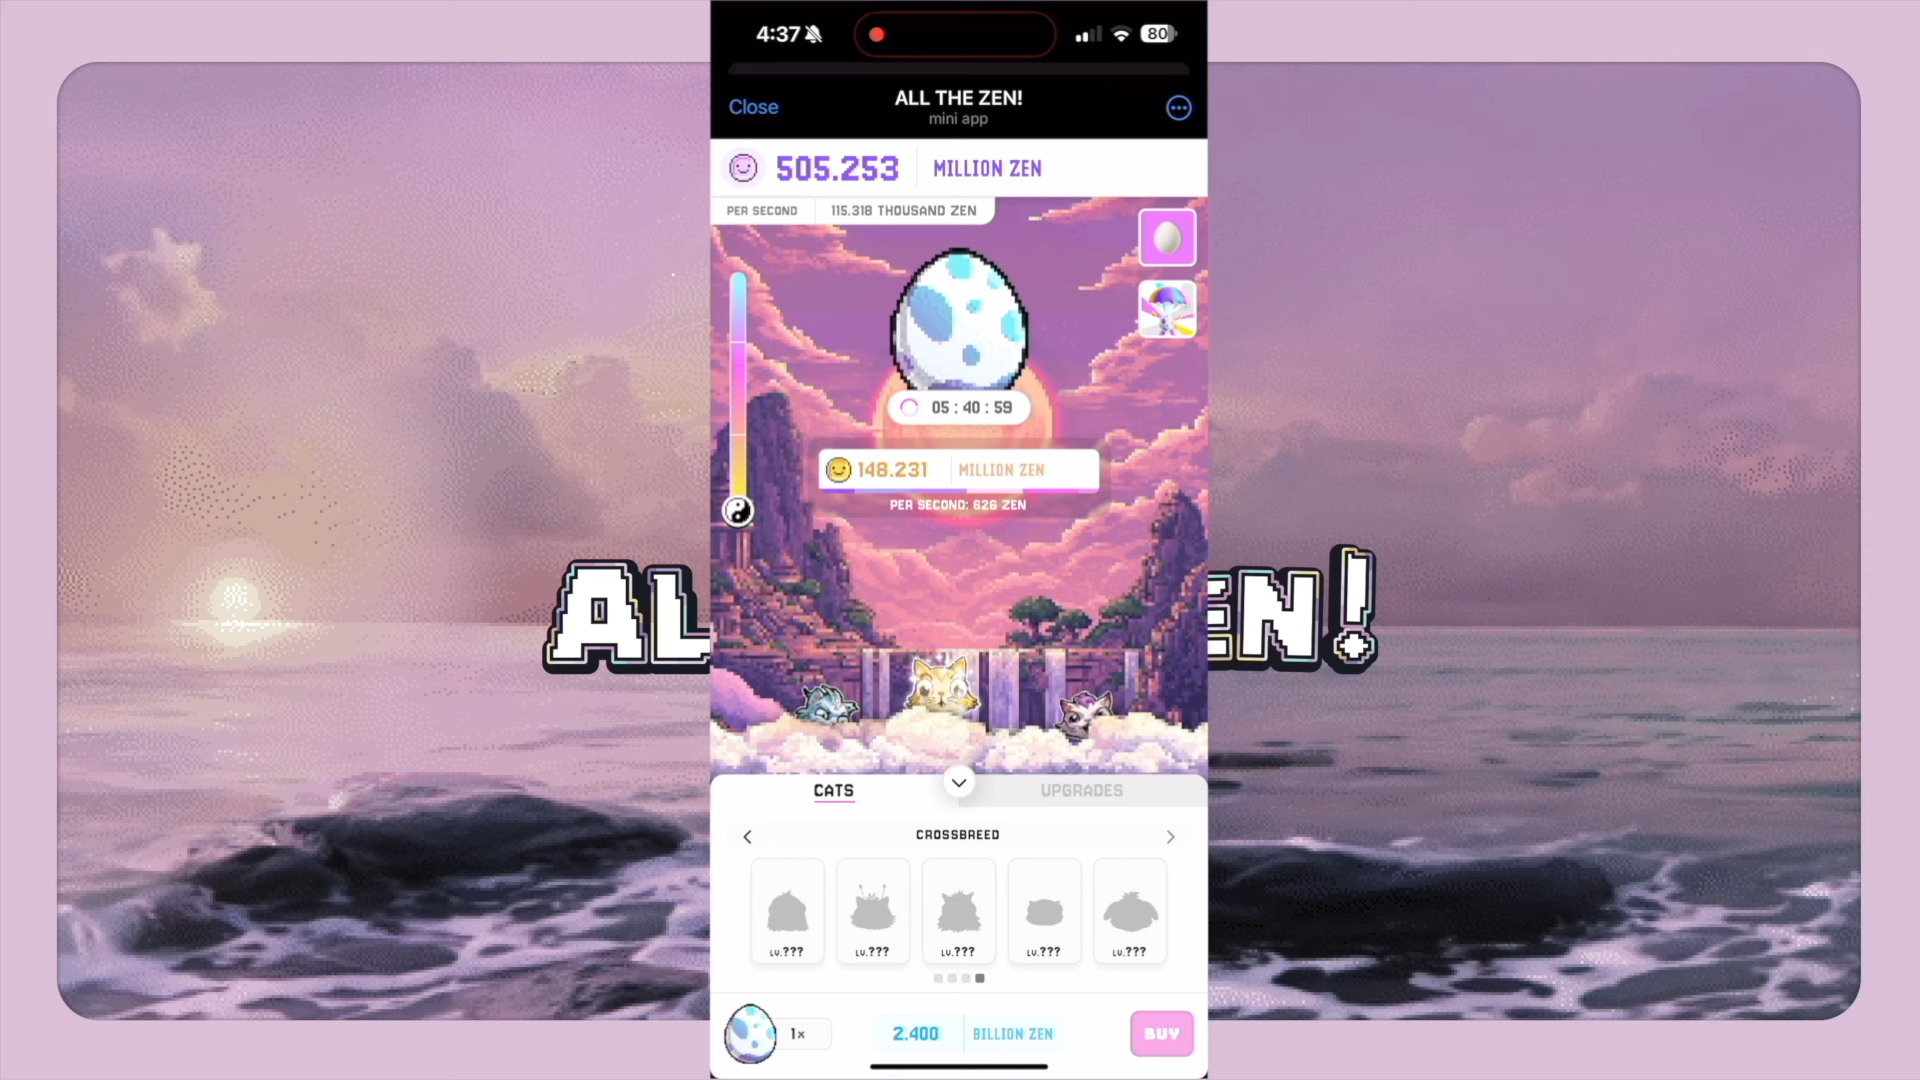 4:37
80
Close
ALL THE ZEN!
mini app
505.253 MILLION ZEN
PER SECOND 115.318 THOUSAND ZEN
05 : 40 : 59
148.231 MILLION ZEN
PER SECOND: 626 ZEN
AL EN!
CATS UPGRADES
CROSSBREED
LV.??? LV.??? LV.??? LV.??? LV.???
1x 2.400 BILLION ZEN BUY